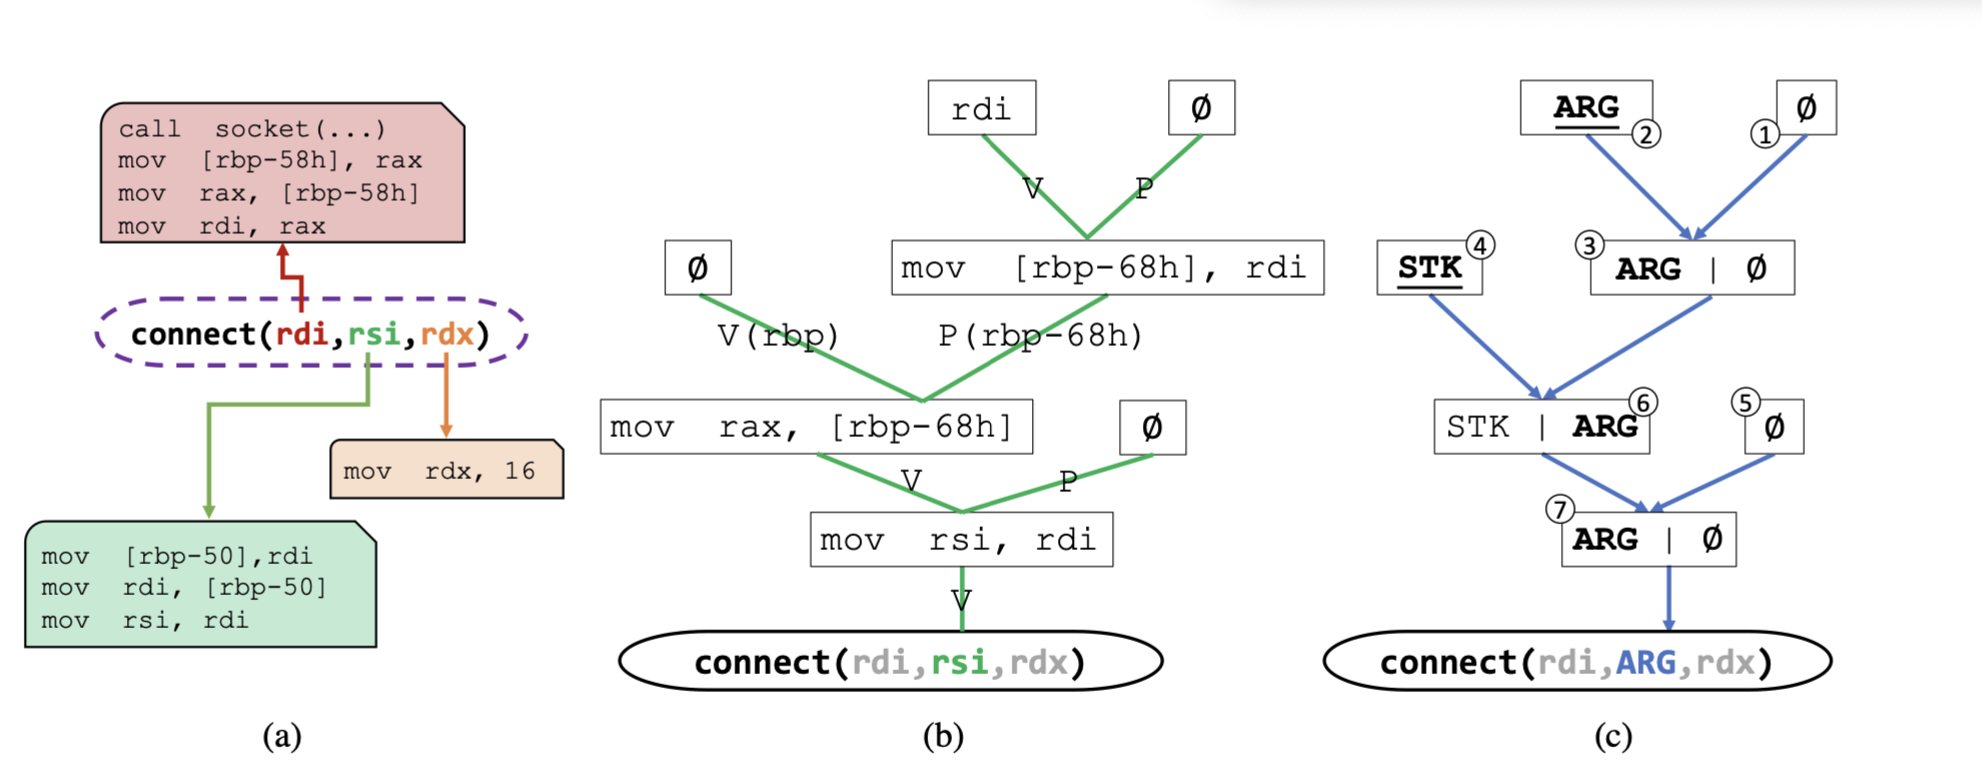 call socket(...)
mov [rbp-58h], rax
mov rax, [rbp-58h]
mov rdi, rax
connect(rdi,rsi,rdx)
mov rdx, 16
mov [rbp-50],rdi
mov rdi, [rbp-50]
mov rsi, rdi
(a)
rdi
Ø
V
P
mov [rbp-68h], rdi
Ø
V(rbp)
P(rbp-68h)
mov rax, [rbp-68h]
Ø
V
P
mov rsi, rdi
V
connect(rdi,rsi,rdx)
(b)
ARG
②
①
Ø
STK
④
③
ARG | Ø
STK | ARG
⑥
⑤
Ø
⑦
ARG | Ø
connect(rdi,ARG,rdx)
(c)